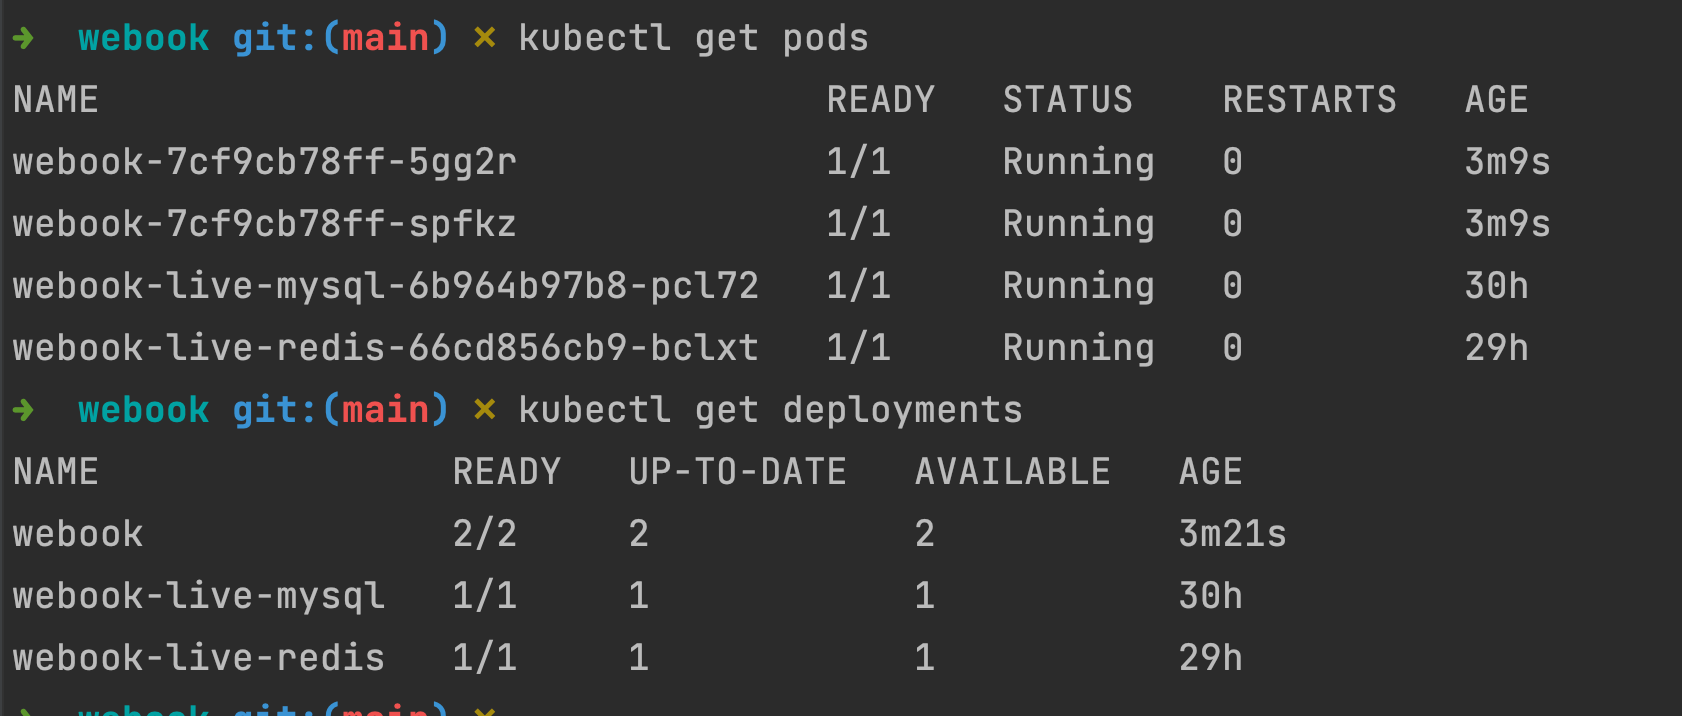 ➜  webook git:(main) × kubectl get pods
NAME                                 READY   STATUS    RESTARTS   AGE
webook-7cf9cb78ff-5gg2r              1/1     Running   0          3m9s
webook-7cf9cb78ff-spfkz              1/1     Running   0          3m9s
webook-live-mysql-6b964b97b8-pcl72   1/1     Running   0          30h
webook-live-redis-66cd856cb9-bclxt   1/1     Running   0          29h
➜  webook git:(main) × kubectl get deployments
NAME                READY   UP-TO-DATE   AVAILABLE   AGE
webook              2/2     2            2           3m21s
webook-live-mysql   1/1     1            1           30h
webook-live-redis   1/1     1            1           29h
➜  webook git:(main) ×